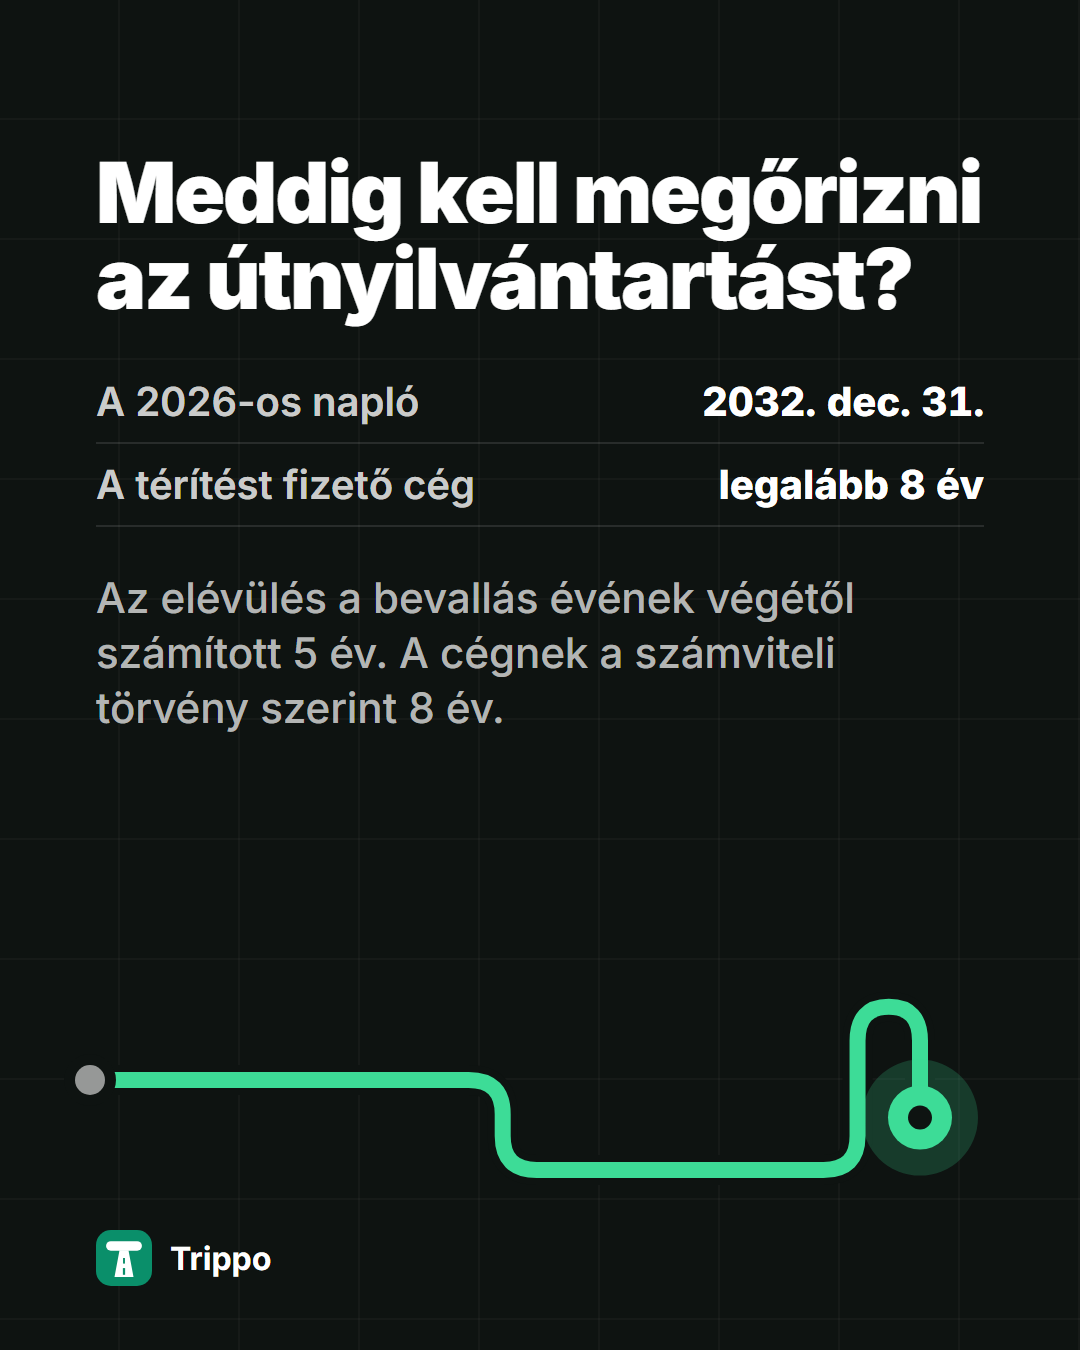 Meddig kell megőrizni
az útnyilvántartást?
A 2026-os napló 2032. dec. 31.
A térítést fizető cég legalább 8 év
Az elévülés a bevallás évének végétől
számított 5 év. A cégnek a számviteli
törvény szerint 8 év.
Trippo